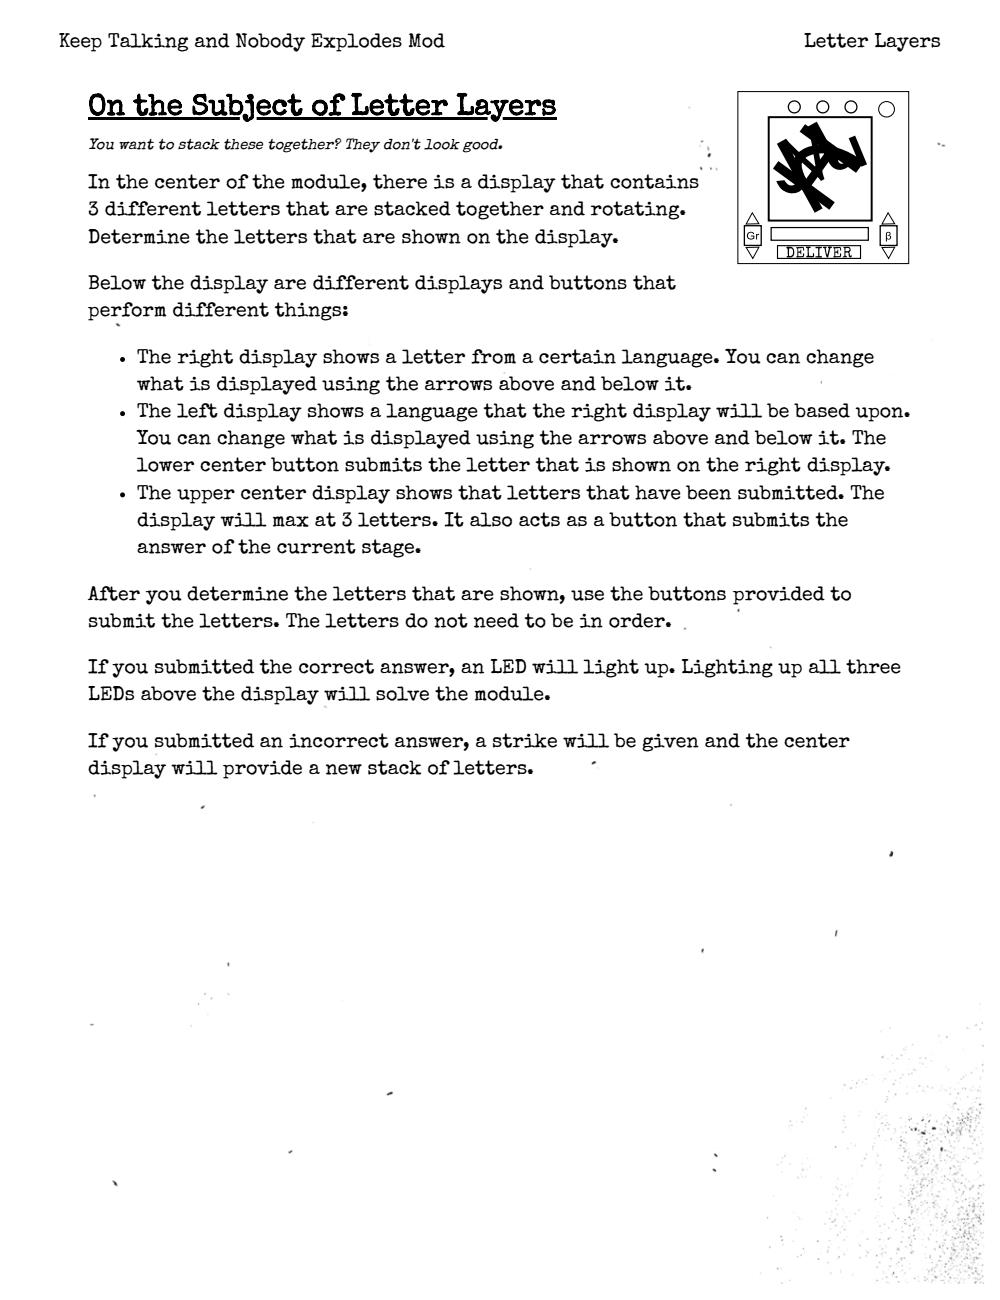 Keep Talking and Nobody Explodes Mod
Letter Layers
On the Subject of Letter Layers
You want to stack these together? They don't look good.
In the center of the module, there is a display that contains
3 different letters that are stacked together and rotating.
Determine the letters that are shown on the display.
Gr
β
DELIVER
Below the display are different displays and buttons that
perform different things:
• The right display shows a letter from a certain language. You can change
what is displayed using the arrows above and below it.
• The left display shows a language that the right display will be based upon.
You can change what is displayed using the arrows above and below it. The
lower center button submits the letter that is shown on the right display.
• The upper center display shows that letters that have been submitted. The
display will max at 3 letters. It also acts as a button that submits the
answer of the current stage.
After you determine the letters that are shown, use the buttons provided to
submit the letters. The letters do not need to be in order.
If you submitted the correct answer, an LED will light up. Lighting up all three
LEDs above the display will solve the module.
If you submitted an incorrect answer, a strike will be given and the center
display will provide a new stack of letters.